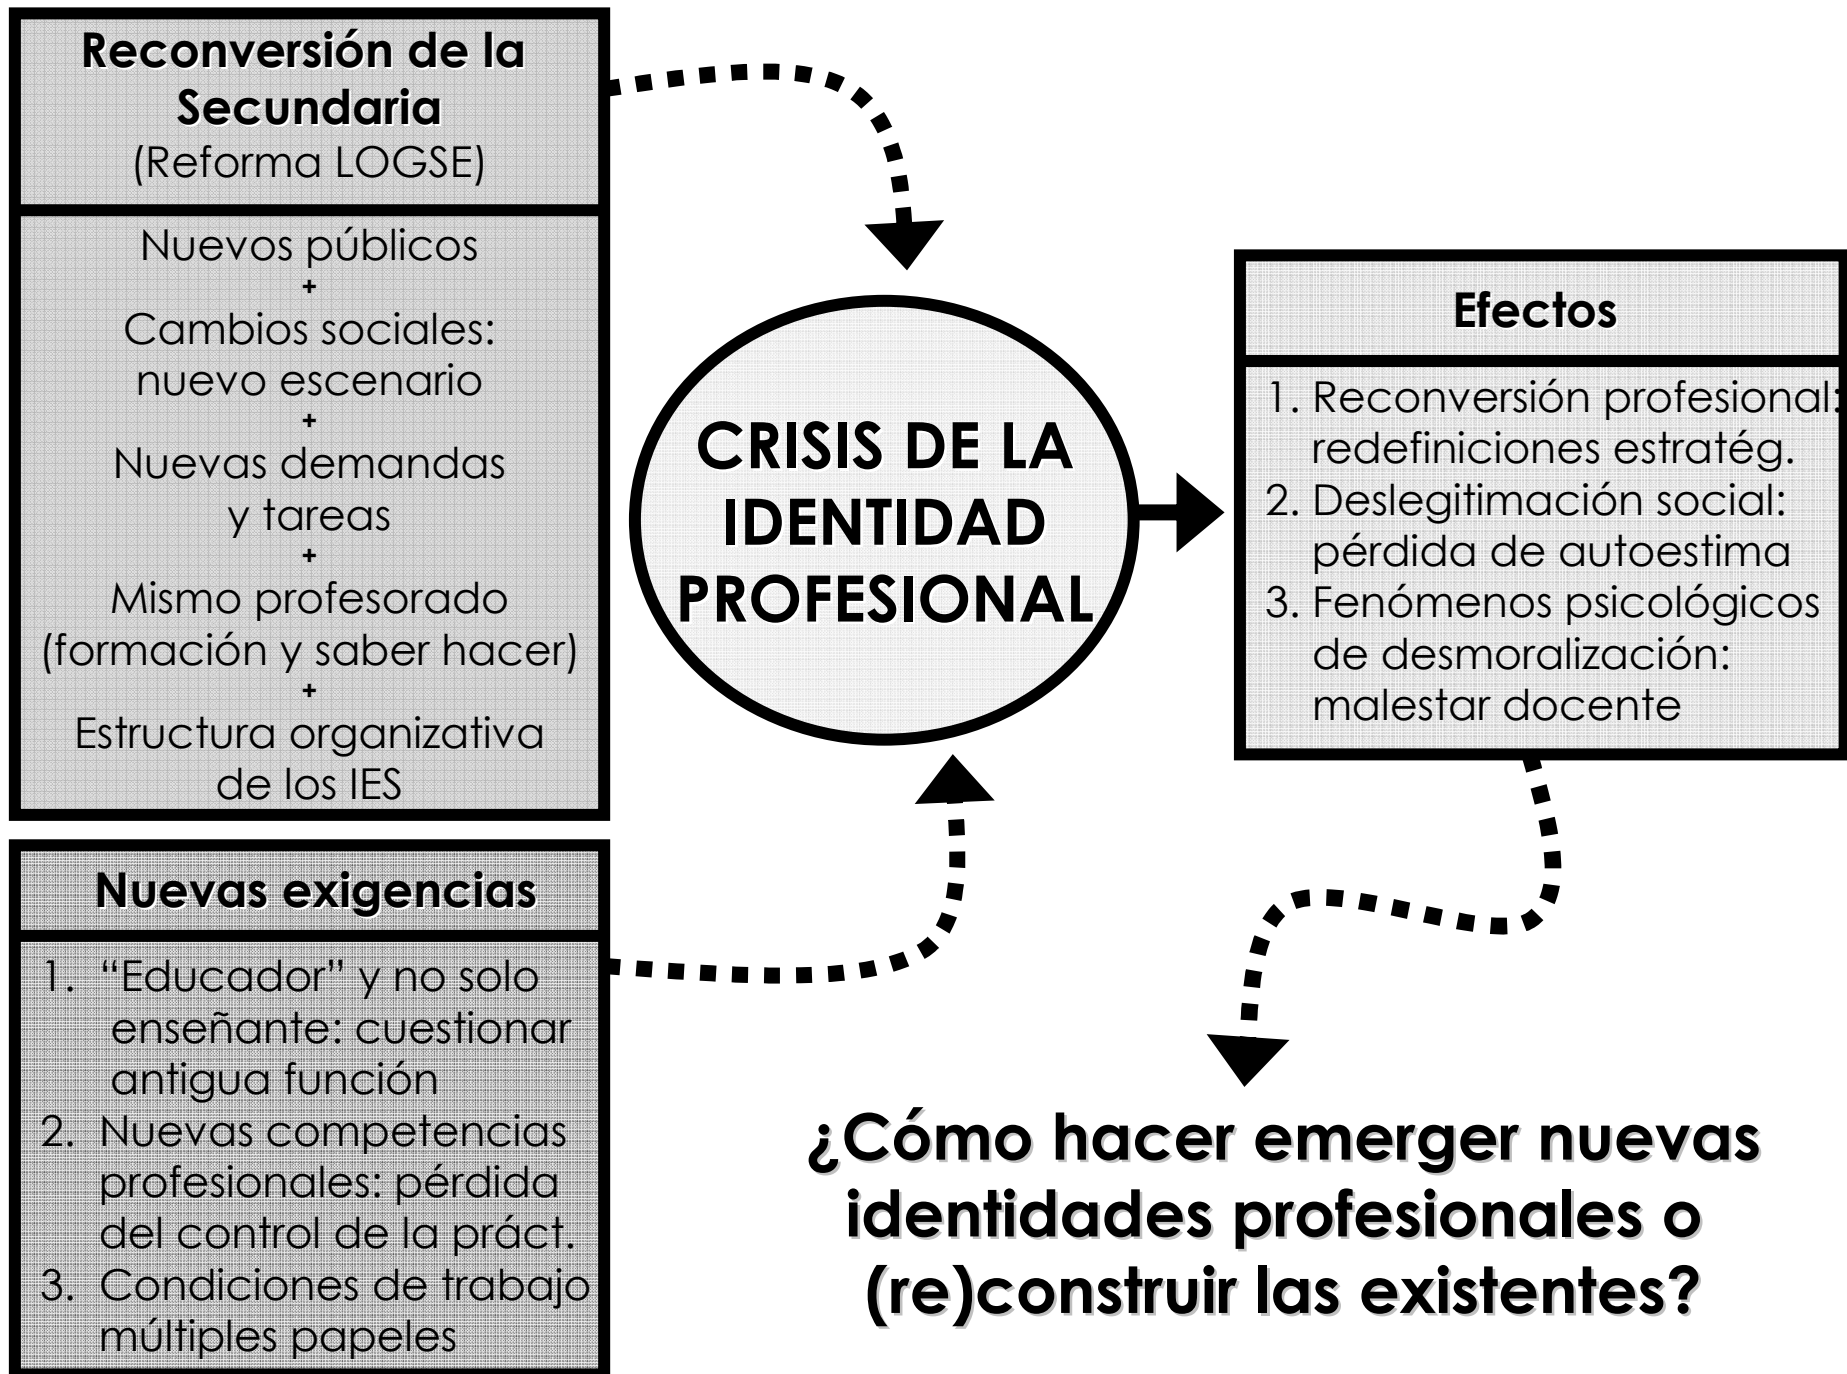 Reconversión de la
Secundaria
(Reforma LOGSE)
Nuevos públicos
+
Cambios sociales:
nuevo escenario
+
Nuevas demandas
y tareas
+
Mismo profesorado
(formación y saber hacer)
+
Estructura organizativa
de los IES
Nuevas exigencias
1. “Educador” y no solo
enseñante: cuestionar
antigua función
2. Nuevas competencias
profesionales: pérdida
del control de la práct.
3. Condiciones de trabajo
múltiples papeles
CRISIS DE LA
IDENTIDAD
PROFESIONAL
Efectos
1. Reconversión profesional:
redefiniciones estratég.
2. Deslegitimación social:
pérdida de autoestima
3. Fenómenos psicológicos
de desmoralización:
malestar docente
¿Cómo hacer emerger nuevas
identidades profesionales o
(re)construir las existentes?